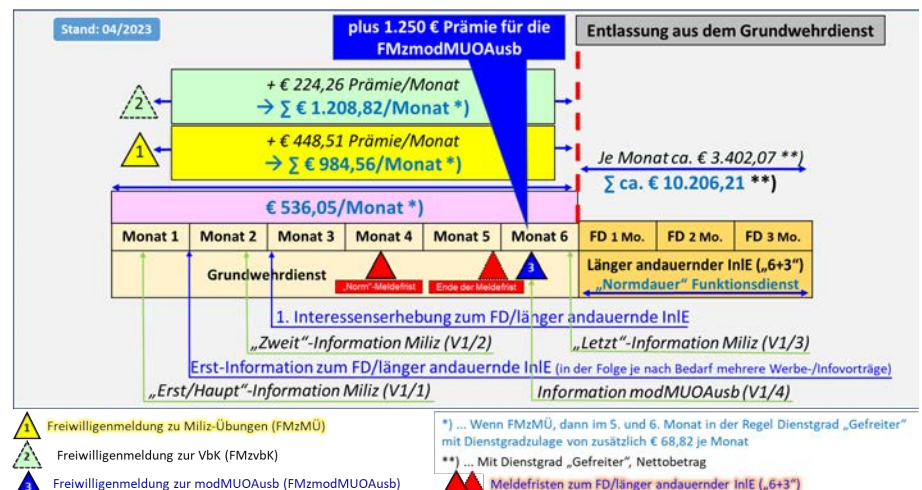 Stand: 04/2023
plus 1.250 € Prämie für die
FMzmodMUOAusb
Entlassung aus dem Grundwehrdienst
2
+ € 224,26 Prämie/Monat
→ ∑ € 1.208,82/Monat *)
1
+ € 448,51 Prämie/Monat
→ ∑ € 984,56/Monat *)
Je Monat ca. € 3.402,07 **)
∑ ca. € 10.206,21 **)
€ 536,05/Monat *)
Monat 1 Monat 2 Monat 3 Monat 4 Monat 5 Monat 6 FD 1 Mo. FD 2 Mo. FD 3 Mo.
Grundwehrdienst
„Norm“-Meldefrist
Ende der Meldefrist
3
Länger andauernder InlE („6+3“)
„Normdauer“ Funktionsdienst
1. Interessenserhebung zum FD/länger andauernde InlE
„Zweit“-Information Miliz (V1/2)
„Letzt“-Information Miliz (V1/3)
Erst-Information zum FD/länger andauernde InlE (in der Folge je nach Bedarf mehrere Werbe-/Infovorträge)
„Erst/Haupt“-Information Miliz (V1/1)
Information modMUOAusb (V1/4)
1 Freiwilligenmeldung zu Miliz-Übungen (FMzMÜ)
2 Freiwilligenmeldung zur VbK (FMzvbK)
3 Freiwilligenmeldung zur modMUOAusb (FMzmodMUOAusb)
*) ... Wenn FMzMÜ, dann im 5. und 6. Monat in der Regel Dienstgrad „Gefreiter“
mit Dienstgradzulage von zusätzlich € 68,82 je Monat
**) ... Mit Dienstgrad „Gefreiter“, Nettobetrag
Meldefristen zum FD/länger andauernder InlE („6+3“)